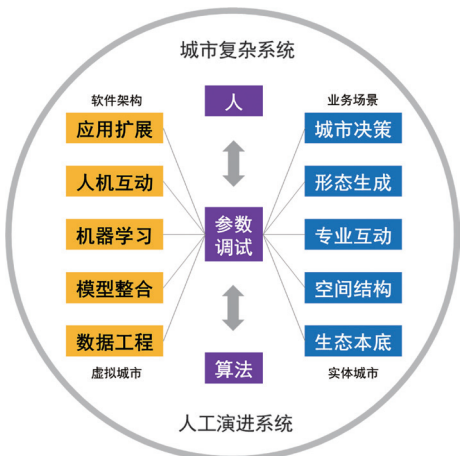 城市复杂系统
软件架构
人
业务场景
应用扩展
城市决策
人机互动
形态生成
机器学习
参数
调试
专业互动
模型整合
空间结构
数据工程
算法
生态本底
虚拟城市
实体城市
人工演进系统